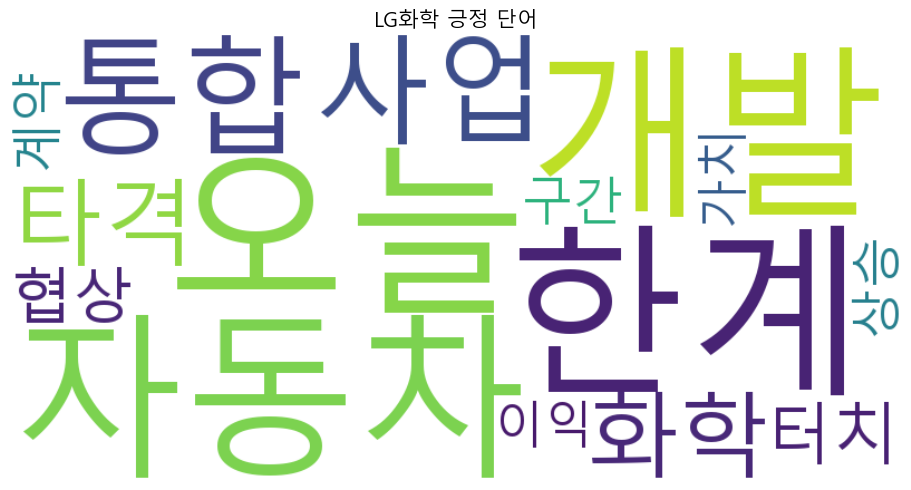 LG화학 긍정 단어
계약
통합
사업
개발
가치
타격
오늘
구간
협상
한계
상승
자동차
이익
화학
터치